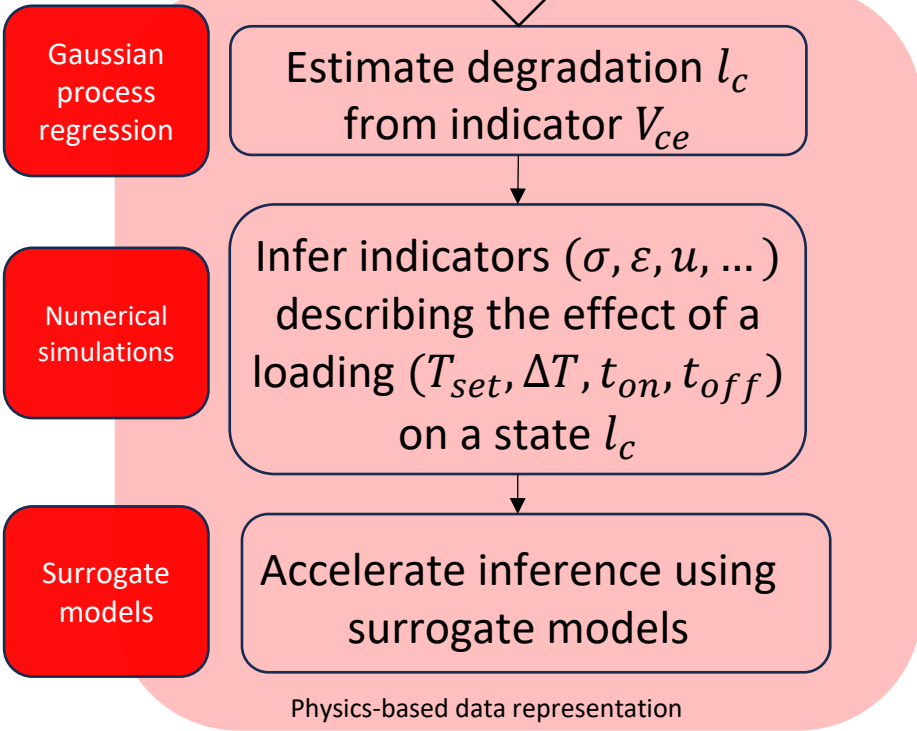 Gaussian
process
regression
Estimate degradation l_c
from indicator V_ce
Numerical
simulations
Infer indicators (σ, ε, u, … )
describing the effect of a
loading (T_set, ΔT, t_on, t_off)
on a state l_c
Surrogate
models
Accelerate inference using
surrogate models
Physics-based data representation